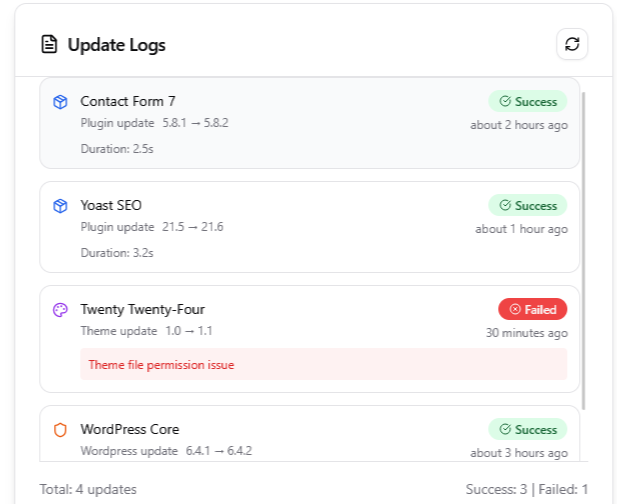 Update Logs
Contact Form 7
Success
Plugin update 5.8.1 → 5.8.2
about 2 hours ago
Duration: 2.5s
Yoast SEO
Success
Plugin update 21.5 → 21.6
about 1 hour ago
Duration: 3.2s
Twenty Twenty-Four
Failed
Theme update 1.0 → 1.1
30 minutes ago
Theme file permission issue
WordPress Core
Success
Wordpress update 6.4.1 → 6.4.2
about 3 hours ago
Total: 4 updates
Success: 3 | Failed: 1